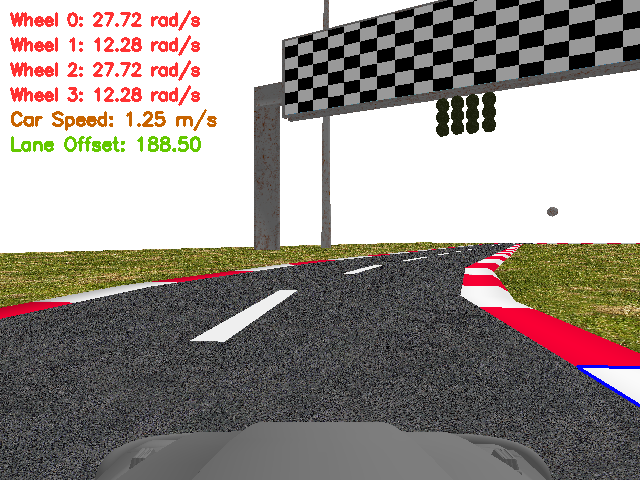 Wheel 0: 27.72 rad/s
Wheel 1: 12.28 rad/s
Wheel 2: 27.72 rad/s
Wheel 3: 12.28 rad/s
Car Speed: 1.25 m/s
Lane Offset: 188.50